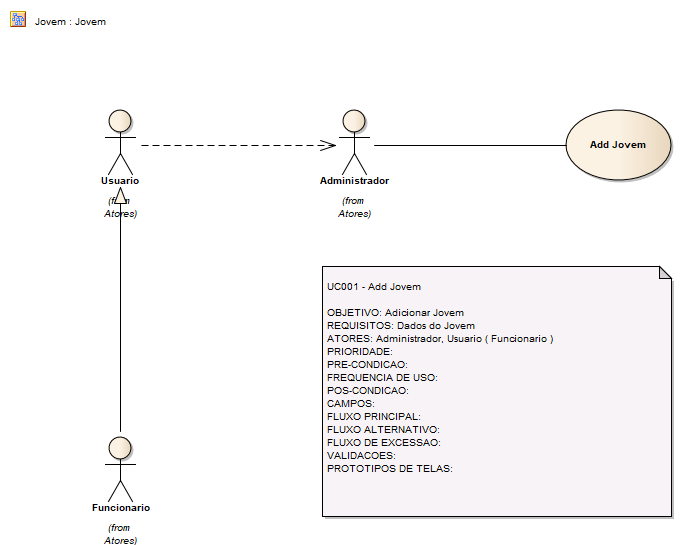 Jovem : Jovem
Usuario
(from
Atores)
Administrador
(from
Atores)
Add Jovem
UC001 - Add Jovem
OBJETIVO: Adicionar Jovem
REQUISITOS: Dados do Jovem
ATORES: Administrador, Usuario ( Funcionario )
PRIORIDADE:
PRE-CONDICAO:
FREQUENCIA DE USO:
POS-CONDICAO:
CAMPOS:
FLUXO PRINCIPAL:
FLUXO ALTERNATIVO:
FLUXO DE EXCESSAO:
VALIDACOES:
PROTOTIPOS DE TELAS:
Funcionario
(from
Atores)